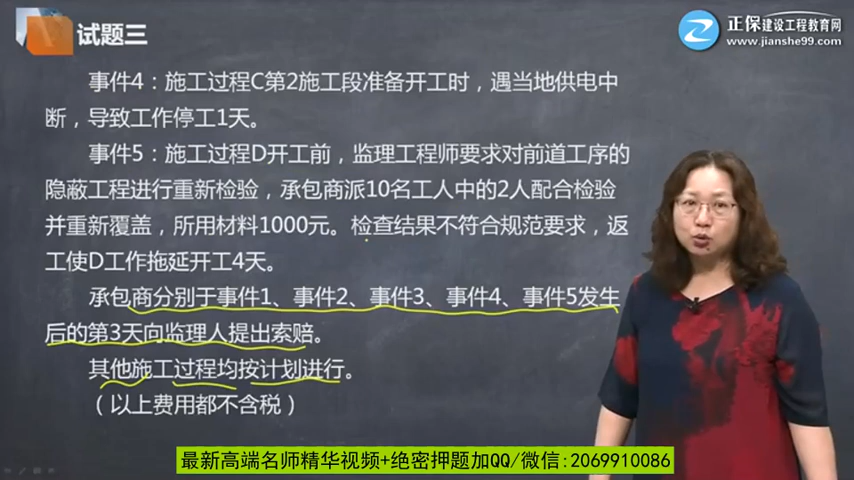 试题三
正保建设工程教育网
www.jianshe99.com
事件4：施工过程C第2施工段准备开工时，遇当地供电中
断，导致工作停工1天。
事件5：施工过程D开工前，监理工程师要求对前道工序的
隐蔽工程进行重新检验，承包商派10名工人中的2人配合检验
并重新覆盖，所用材料1000元。检查结果不符合规范要求，返
工使D工作拖延开工4天。
承包商分别于事件1、事件2、事件3、事件4、事件5发生
后的第3天向监理人提出索赔。
其他施工过程均按计划进行。
（以上费用都不含税）
最新高端名师精华视频+绝密押题加QQ/微信:2069910086